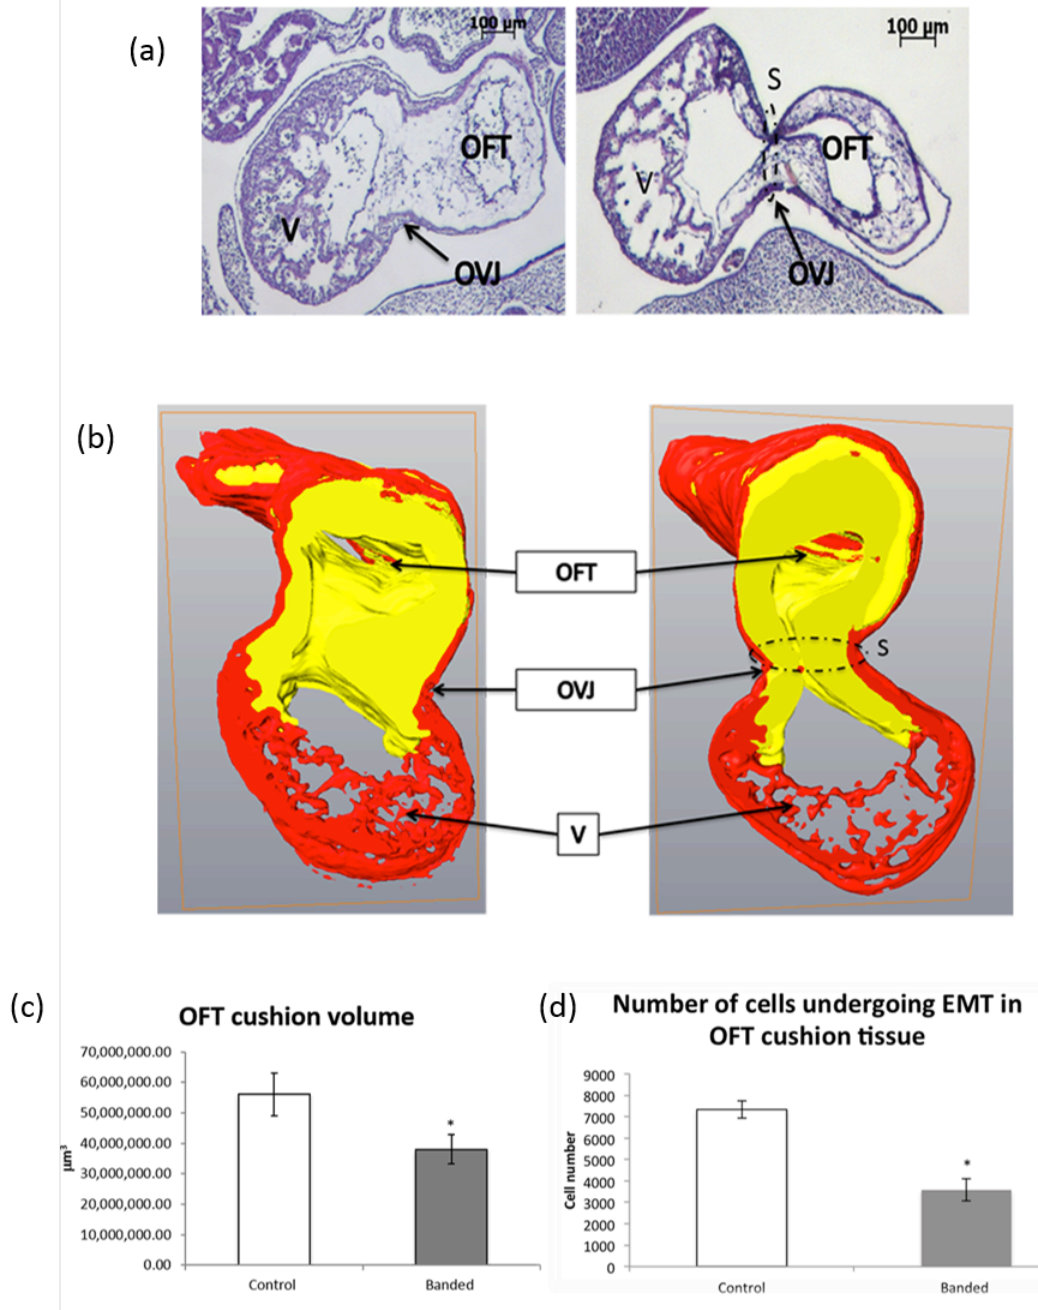 (a)
100 μm
OFT
V
OVJ
100 μm
S
OFT
V
OVJ
(b)
OFT
OVJ
S
V
(c)
OFT cushion volume
70,000,000.00
60,000,000.00
50,000,000.00
40,000,000.00
30,000,000.00
20,000,000.00
10,000,000.00
0.00
μm³
*
Control
Banded
(d)
Number of cells undergoing EMT in
OFT cushion tissue
9000
8000
7000
6000
5000
4000
3000
2000
1000
0
Cell number
*
Control
Banded